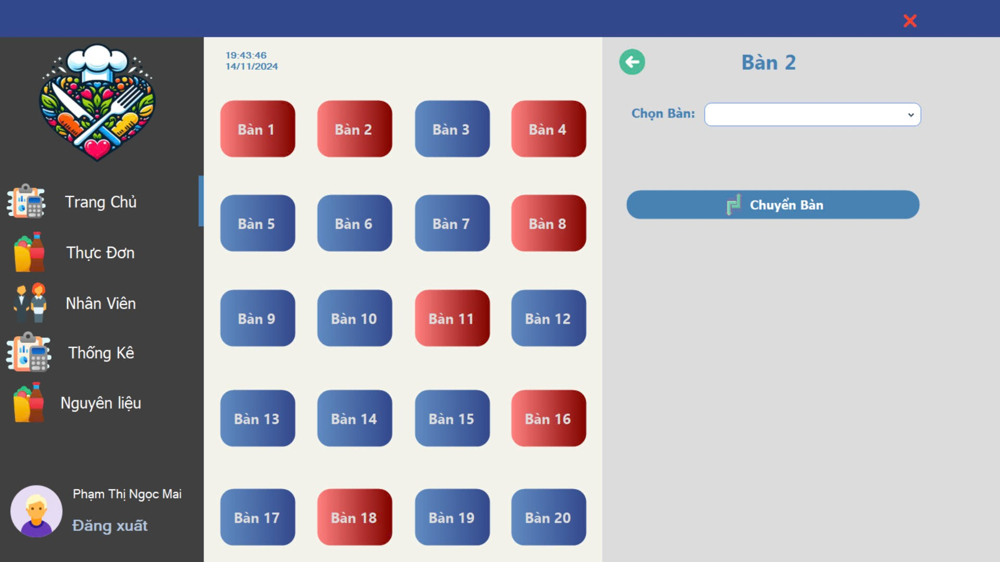 Trang Chủ
Thực Đơn
Nhân Viên
Thống Kê
Nguyên liệu
Phạm Thị Ngọc Mai
Đăng xuất
19:43:46
14/11/2024
Bàn 1
Bàn 2
Bàn 3
Bàn 4
Bàn 5
Bàn 6
Bàn 7
Bàn 8
Bàn 9
Bàn 10
Bàn 11
Bàn 12
Bàn 13
Bàn 14
Bàn 15
Bàn 16
Bàn 17
Bàn 18
Bàn 19
Bàn 20
Bàn 2
Chọn Bàn:
Chuyển Bàn